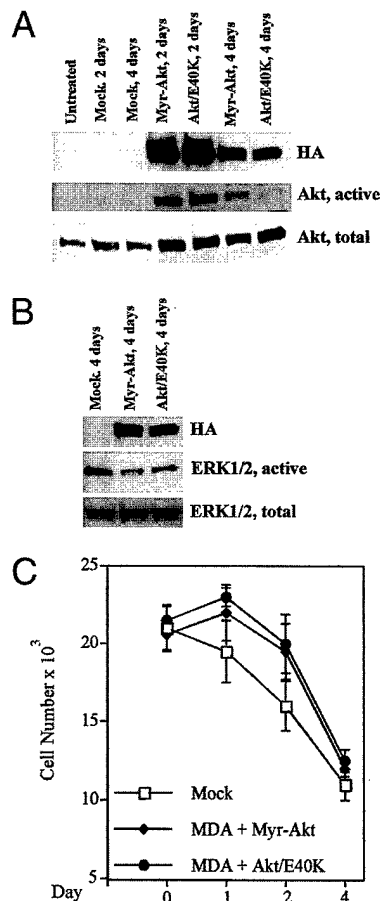 A
Untreated
Mock. 2 days
Mock, 4 days
Myr-Akt, 2 days
Akt/E40K, 2 days
Myr-Akt, 4 days
Akt/E40K, 4 days
HA
Akt, active
Akt, total
B
Mock. 4 days
Myr-Akt, 4 days
Akt/E40K, 4 days
HA
ERK1/2, active
ERK1/2, total
C
25
20
15
10
5
Cell Number x 10³
Mock
MDA + Myr-Akt
MDA + Akt/E40K
Day
0
1
2
4